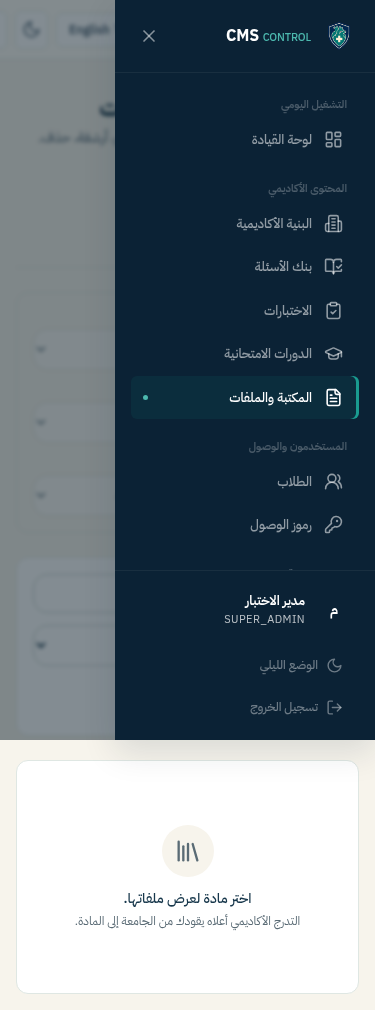 CMS CONTROL
English
التشغيل اليومي
لوحة القيادة
المحتوى الأكاديمي
البنية الأكاديمية
بنك الأسئلة
الاختبارات
الدورات الامتحانية
المكتبة والملفات
المستخدمون والوصول
الطلاب
رموز الوصول
م
مدير الاختبار
SUPER_ADMIN
الوضع الليلي
تسجيل الخروج
اختر مادة لعرض ملفاتها.
التدرج الأكاديمي أعلاه يقودك من الجامعة إلى المادة.